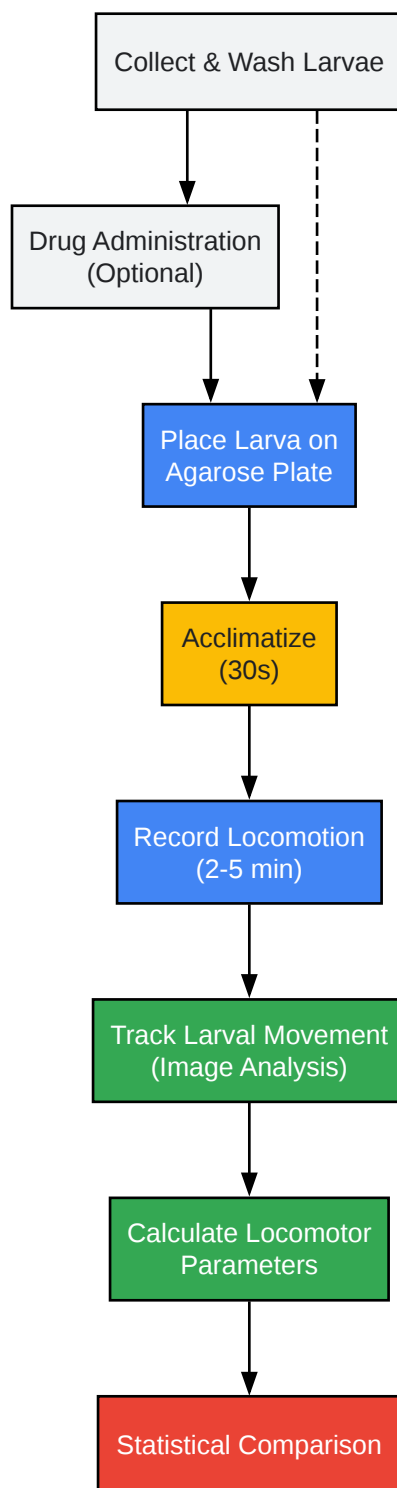 Collect & Wash Larvae
Drug Administration
(Optional)
Place Larva on
Agarose Plate
Acclimatize
(30s)
Record Locomotion
(2-5 min)
Track Larval Movement
(Image Analysis)
Calculate Locomotor
Parameters
Statistical Comparison